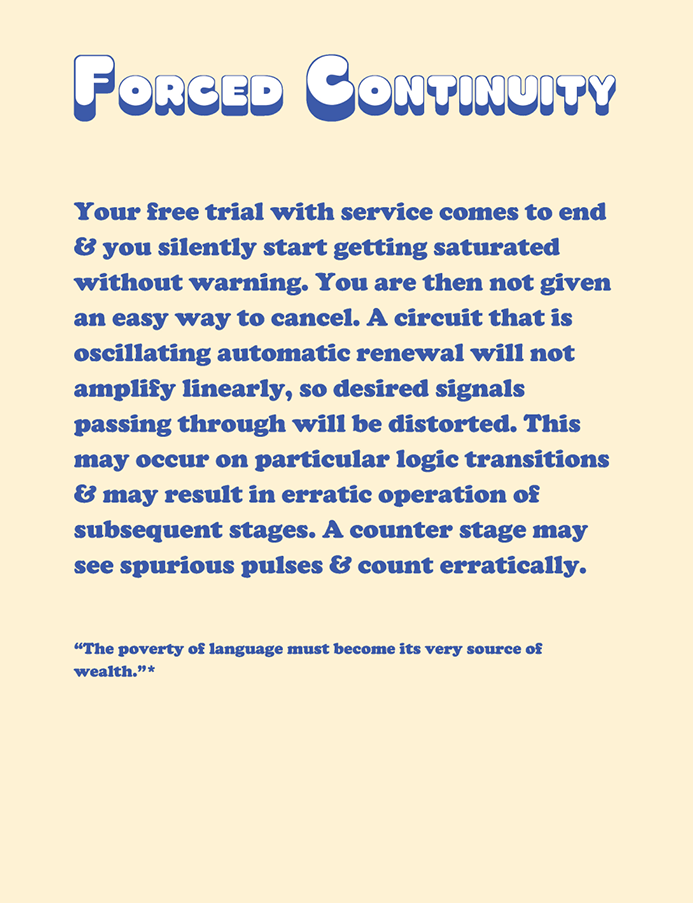 Forced Continuity
Your free trial with service comes to end
& you silently start getting saturated
without warning. You are then not given
an easy way to cancel. A circuit that is
oscillating automatic renewal will not
amplify linearly, so desired signals
passing through will be distorted. This
may occur on particular logic transitions
& may result in erratic operation of
subsequent stages. A counter stage may
see spurious pulses & count erratically.
“The poverty of language must become its very source of
wealth.”*